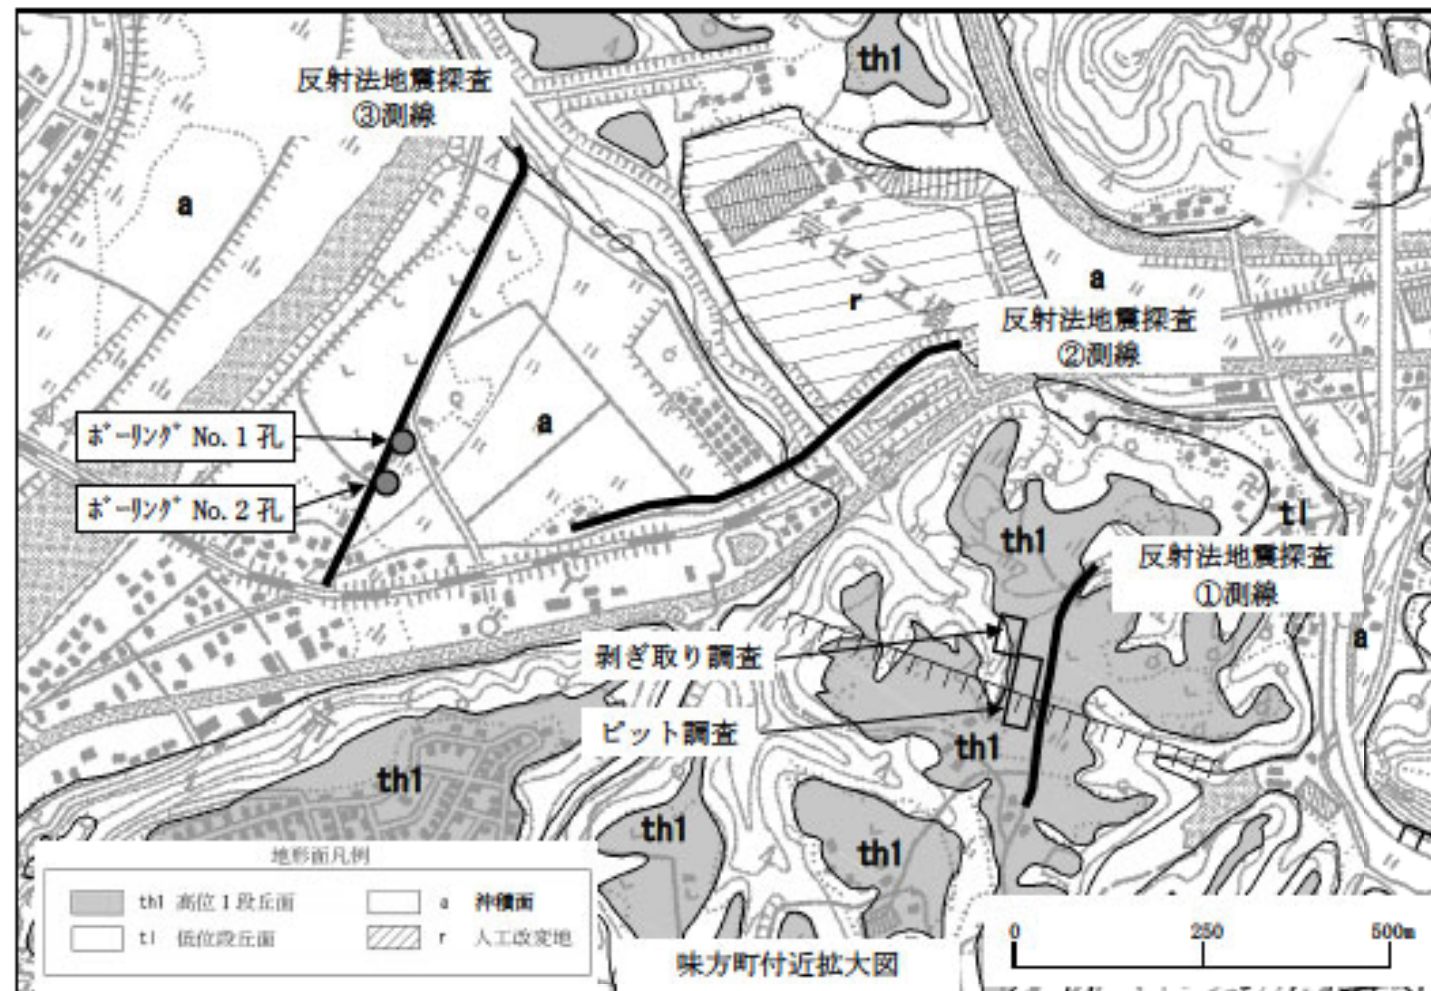 th1
反射法地震探査
③測線
a
京セラ工場
a
r
反射法地震探査
②測線
ﾎﾞｰﾘﾝｸﾞ No.1 孔
a
ﾎﾞｰﾘﾝｸﾞ No.2 孔
tl
th1
反射法地震探査
①測線
a
剥ぎ取り調査
ピット調査
th1
th1
th1
th1
地形面凡例
th1 高位1段丘面
a 沖積面
tl 低位段丘面
r 人工改変地
味方町付近拡大図
0 250 500m